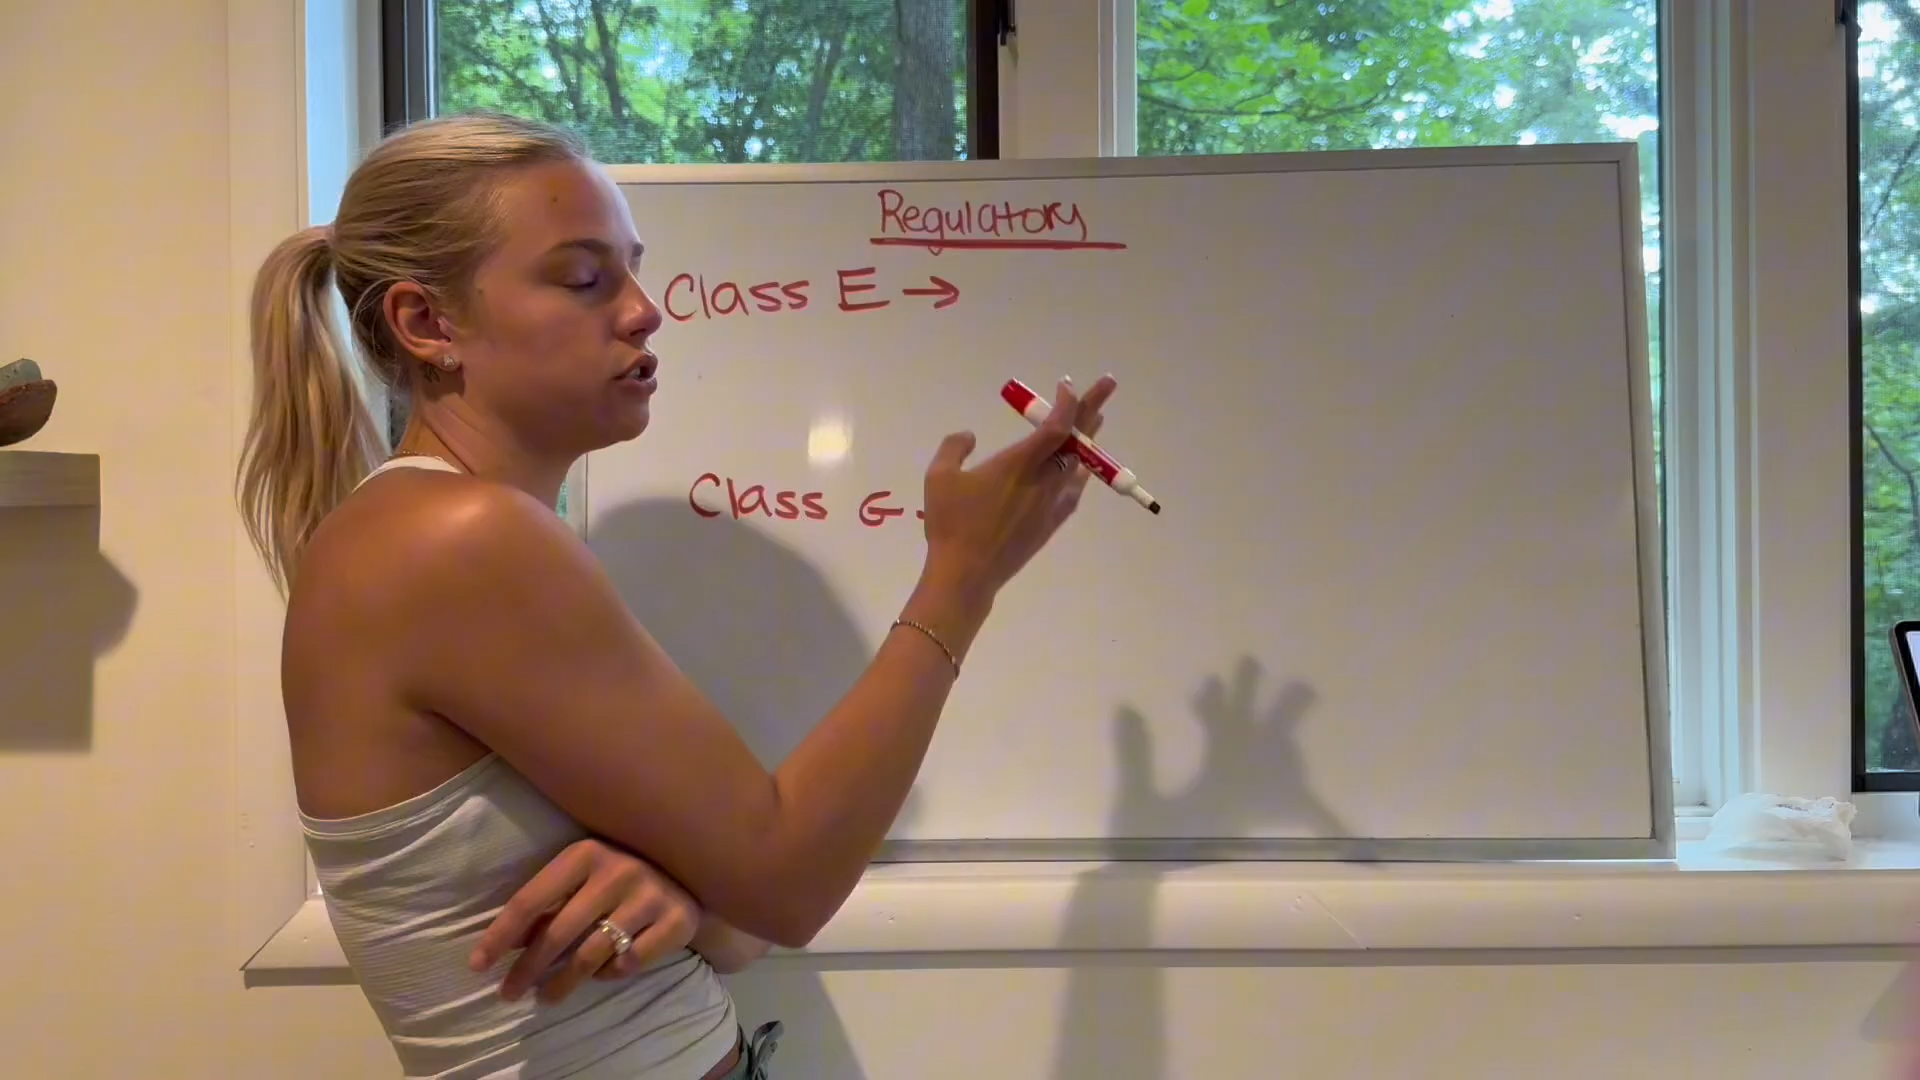 Regulatory
Class E →
Class G